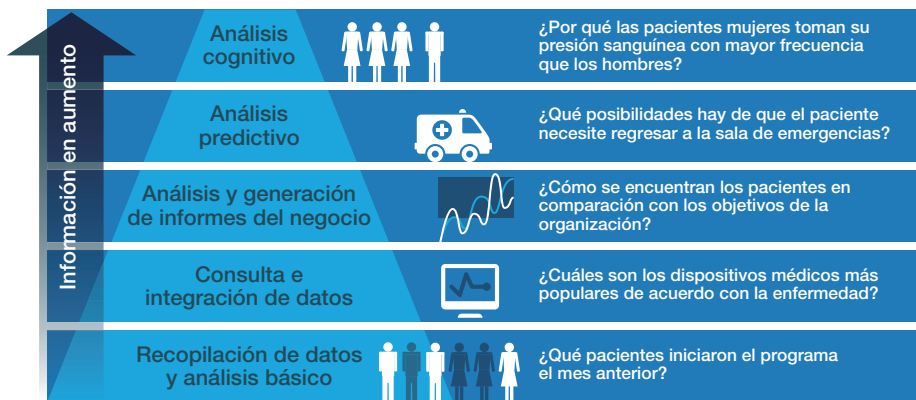 Información en aumento
Análisis
cognitivo
¿Por qué las pacientes mujeres toman su
presión sanguínea con mayor frecuencia
que los hombres?
Análisis
predictivo
¿Qué posibilidades hay de que el paciente
necesite regresar a la sala de emergencias?
Análisis y generación
de informes del negocio
¿Cómo se encuentran los pacientes en
comparación con los objetivos de la
organización?
Consulta e
integración de datos
¿Cuáles son los dispositivos médicos más
populares de acuerdo con la enfermedad?
Recopilación de datos
y análisis básico
¿Qué pacientes iniciaron el programa
el mes anterior?